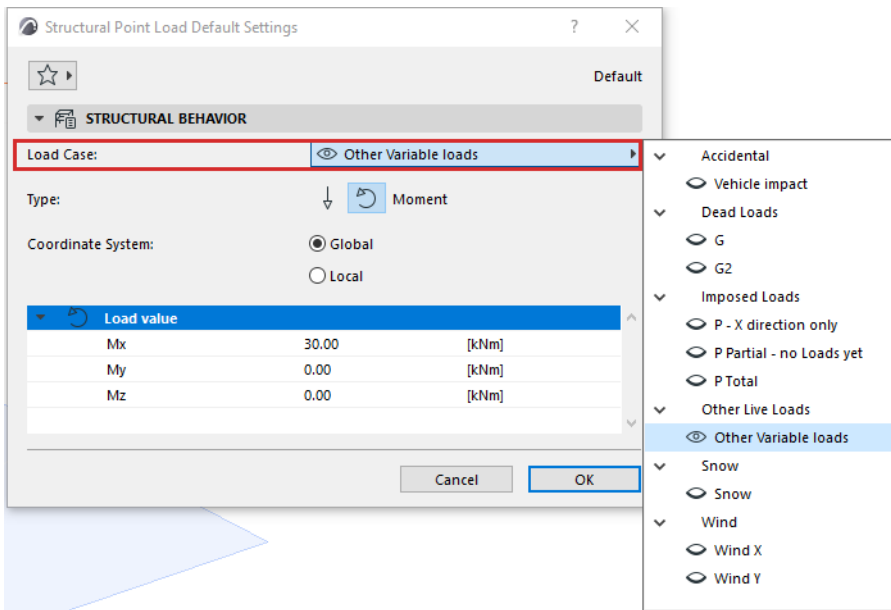 Structural Point Load Default Settings ?
Default
STRUCTURAL BEHAVIOR
Load Case: Other Variable loads
Type: Moment
Coordinate System: Global
Local
Load value
Mx 30.00 [kNm]
My 0.00 [kNm]
Mz 0.00 [kNm]
Cancel OK
Accidental
Vehicle impact
Dead Loads
G
G2
Imposed Loads
P - X direction only
P Partial - no Loads yet
P Total
Other Live Loads
Other Variable loads
Snow
Snow
Wind
Wind X
Wind Y